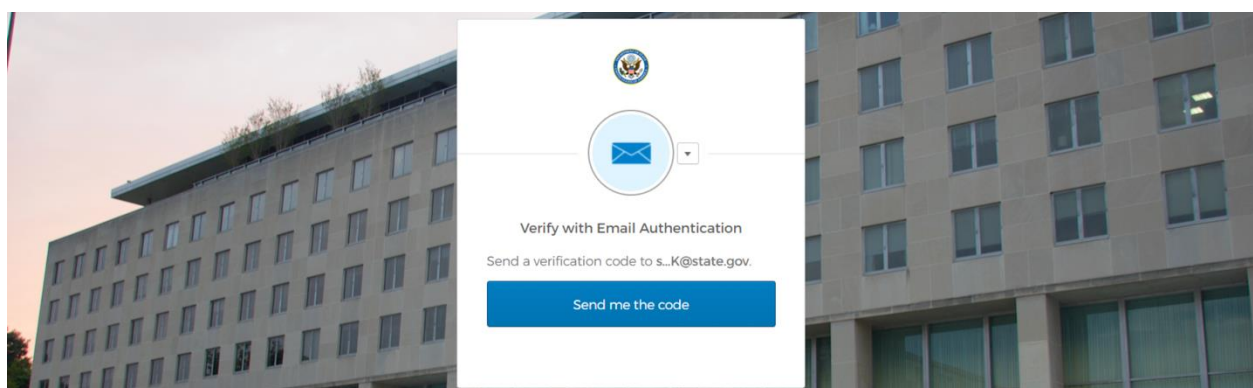 Verify with Email Authentication
Send a verification code to s...K@state.gov.
Send me the code